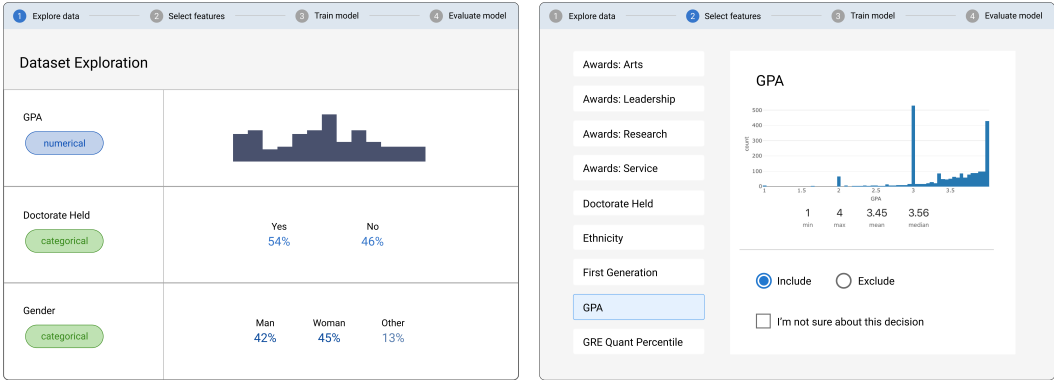 1 Explore data 2 Select features 3 Train model 4 Evaluate model
Dataset Exploration
GPA
numerical
Doctorate Held
categorical
Yes No
54% 46%
Gender
categorical
Man Woman Other
42% 45% 13%
1 Explore data 2 Select features 3 Train model 4 Evaluate model
Awards: Arts
Awards: Leadership
Awards: Research
Awards: Service
Doctorate Held
Ethnicity
First Generation
GPA
GRE Quant Percentile
GPA
500
400
300
200
100
0
count
1 1.5 2 2.5 3 3.5
GPA
1 4 3.45 3.56
min max mean median
Include Exclude
I'm not sure about this decision